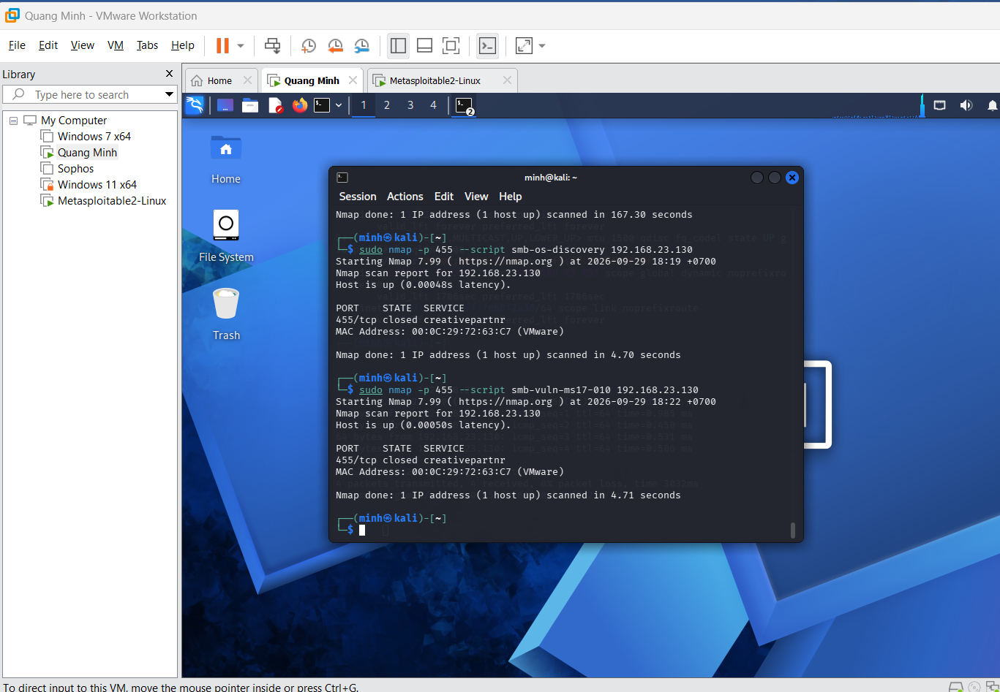 Quang Minh - VMware Workstation
File Edit View VM Tabs Help
Library
Type here to search
My Computer
Windows 7 x64
Quang Minh
Sophos
Windows 11 x64
Metasploitable2-Linux
Home
Quang Minh
Metasploitable2-Linux
1 2 3 4
2
Home
File System
Trash
minh@kali: ~
Session Actions Edit View Help
Nmap done: 1 IP address (1 host up) scanned in 167.30 seconds
┌──(minh㉿kali)-[~]
└─$ sudo nmap -p 455 --script smb-os-discovery 192.168.23.130
Starting Nmap 7.99 ( https://nmap.org ) at 2026-09-29 18:19 +0700
Nmap scan report for 192.168.23.130
Host is up (0.00048s latency).
PORT    STATE  SERVICE
455/tcp closed creativepartnr
MAC Address: 00:0C:29:72:63:C7 (VMware)
Nmap done: 1 IP address (1 host up) scanned in 4.70 seconds
┌──(minh㉿kali)-[~]
└─$ sudo nmap -p 455 --script smb-vuln-ms17-010 192.168.23.130
Starting Nmap 7.99 ( https://nmap.org ) at 2026-09-29 18:22 +0700
Nmap scan report for 192.168.23.130
Host is up (0.00050s latency).
PORT    STATE  SERVICE
455/tcp closed creativepartnr
MAC Address: 00:0C:29:72:63:C7 (VMware)
Nmap done: 1 IP address (1 host up) scanned in 4.71 seconds
┌──(minh㉿kali)-[~]
└─$
To direct input to this VM, move the mouse pointer inside or press Ctrl+G.